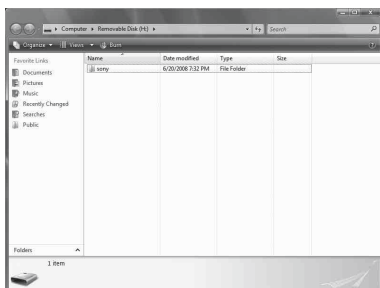 Computer ▸ Removable Disk (H:) ▸ Search
Organize Views Burn
Favorite Links
Documents
Pictures
Music
Recently Changed
Searches
Public
Folders
Name Date modified Type Size
sony 6/20/2008 7:32 PM File Folder
1 item